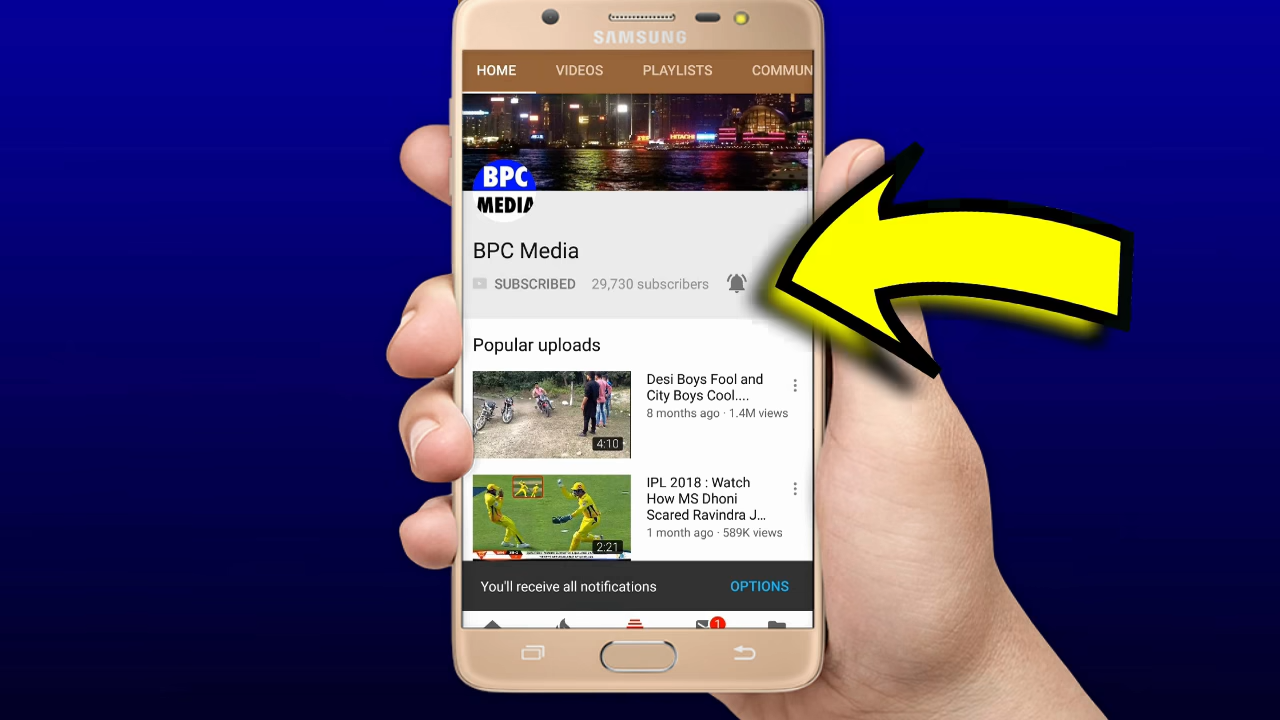 SAMSUNG
HOME VIDEOS PLAYLISTS COMMUN
HITACHI
BPC
MEDIA
BPC Media
SUBSCRIBED 29,730 subscribers
Popular uploads
Desi Boys Fool and
City Boys Cool....
8 months ago · 1.4M views
4:10
IPL 2018 : Watch
How MS Dhoni
Scared Ravindra J...
1 month ago · 589K views
2:21
You'll receive all notifications OPTIONS
1